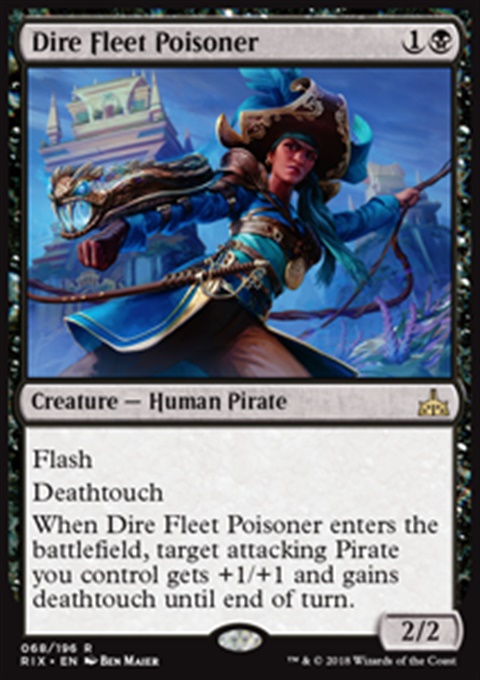 Dire Fleet Poisoner 1
Creature — Human Pirate
Flash
Deathtouch
When Dire Fleet Poisoner enters the
battlefield, target attacking Pirate
you control gets +1/+1 and gains
deathtouch until end of turn.
2/2
068/196 R
RIX • EN Ben Maier
™ & © 2018 Wizards of the Coast